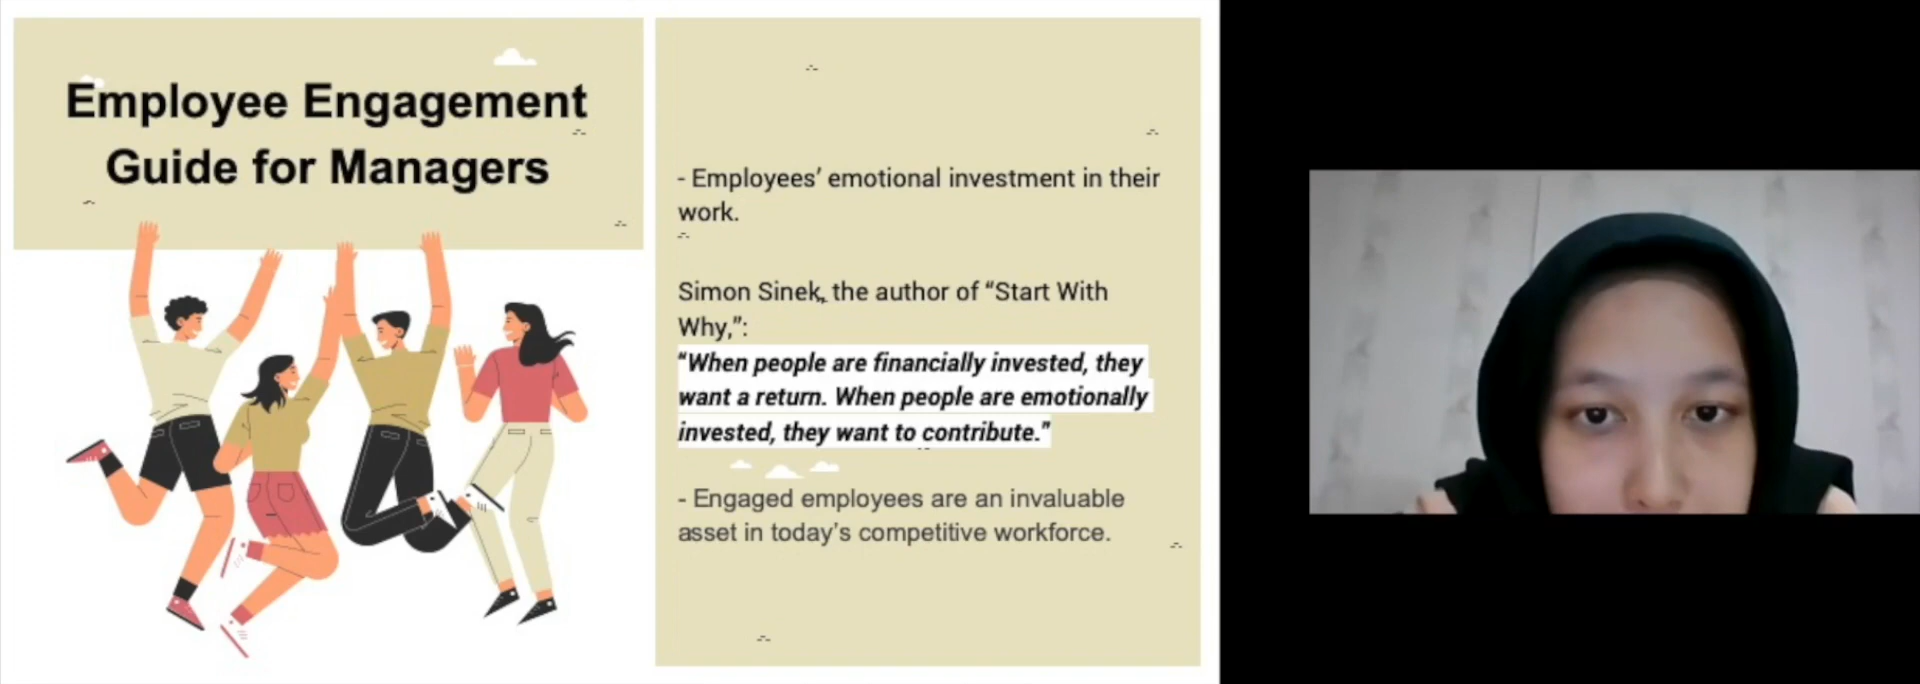 Employee Engagement
Guide for Managers
- Employees’ emotional investment in their
work.
Simon Sinek, the author of “Start With
Why,”:
“When people are financially invested, they
want a return. When people are emotionally
invested, they want to contribute."
- Engaged employees are an invaluable
asset in today’s competitive workforce.